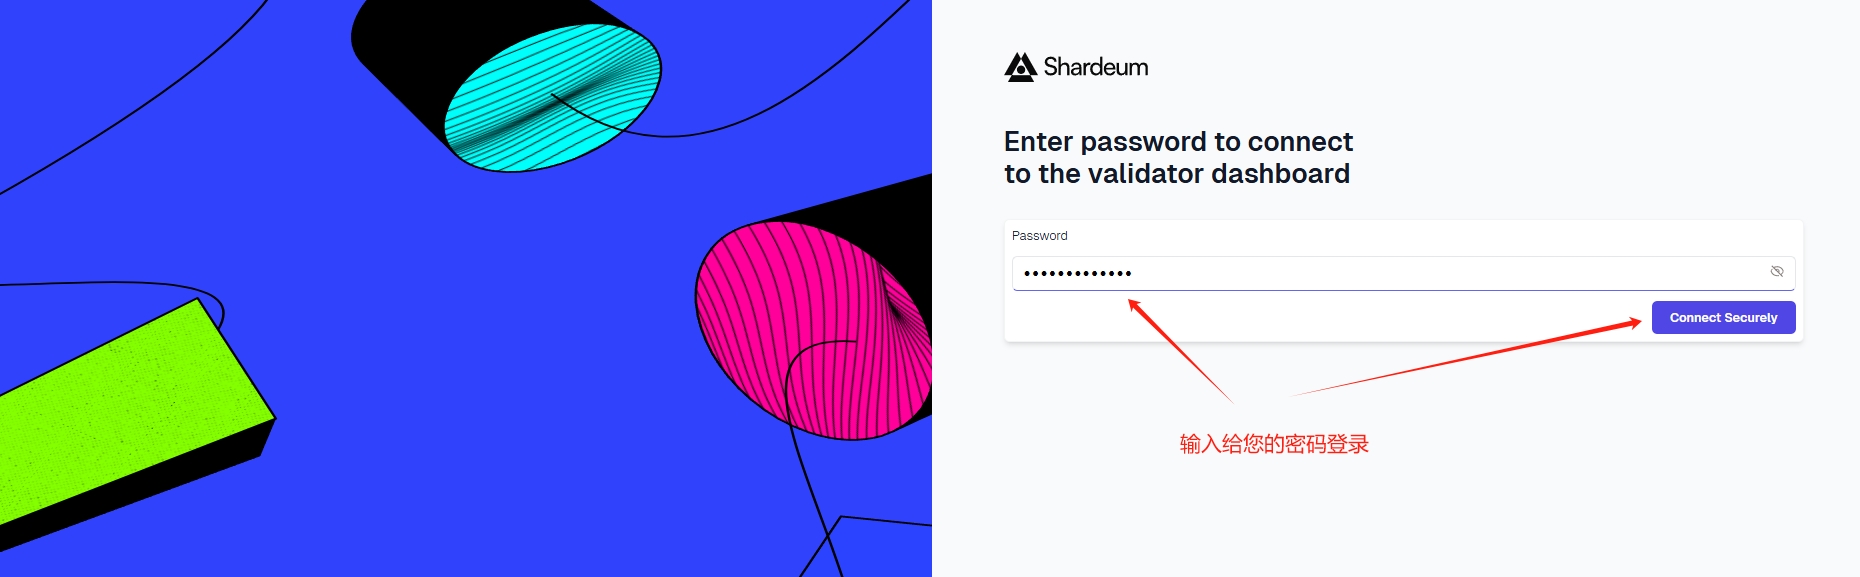 Shardeum
Enter password to connect
to the validator dashboard
Password
•••••••••••••
Connect Securely
输入给您的密码登录